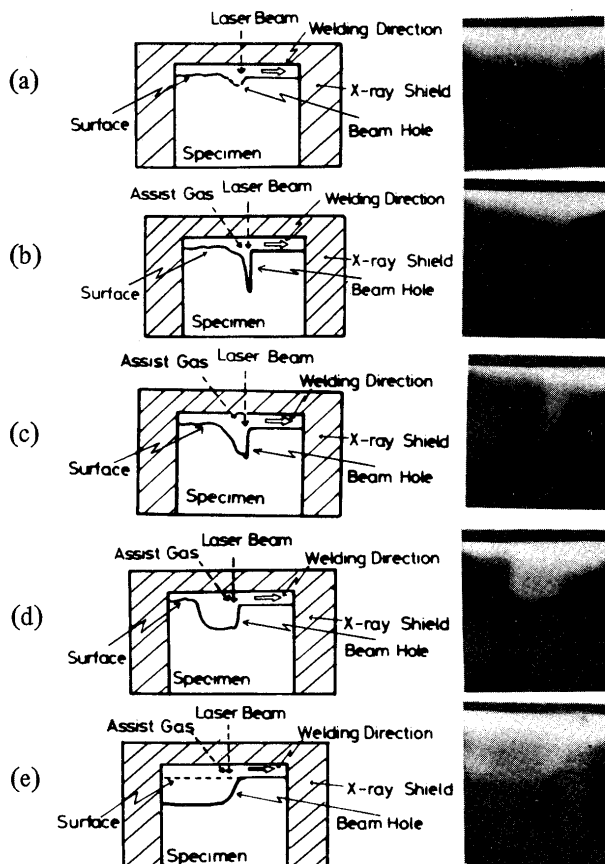 (a)
Laser Beam
Welding Direction
X-ray Shield
Surface
Beam Hole
Specimen
(b)
Assist Gas
Laser Beam
Welding Direction
X-ray Shield
Surface
Beam Hole
Specimen
(c)
Assist Gas
Laser Beam
Welding Direction
X-ray Shield
Surface
Beam Hole
Specimen
(d)
Laser Beam
Assist Gas
Welding Direction
X-ray Shield
Surface
Beam Hole
Specimen
(e)
Laser Beam
Assist Gas
Welding Direction
X-ray Shield
Surface
Beam Hole
Specimen